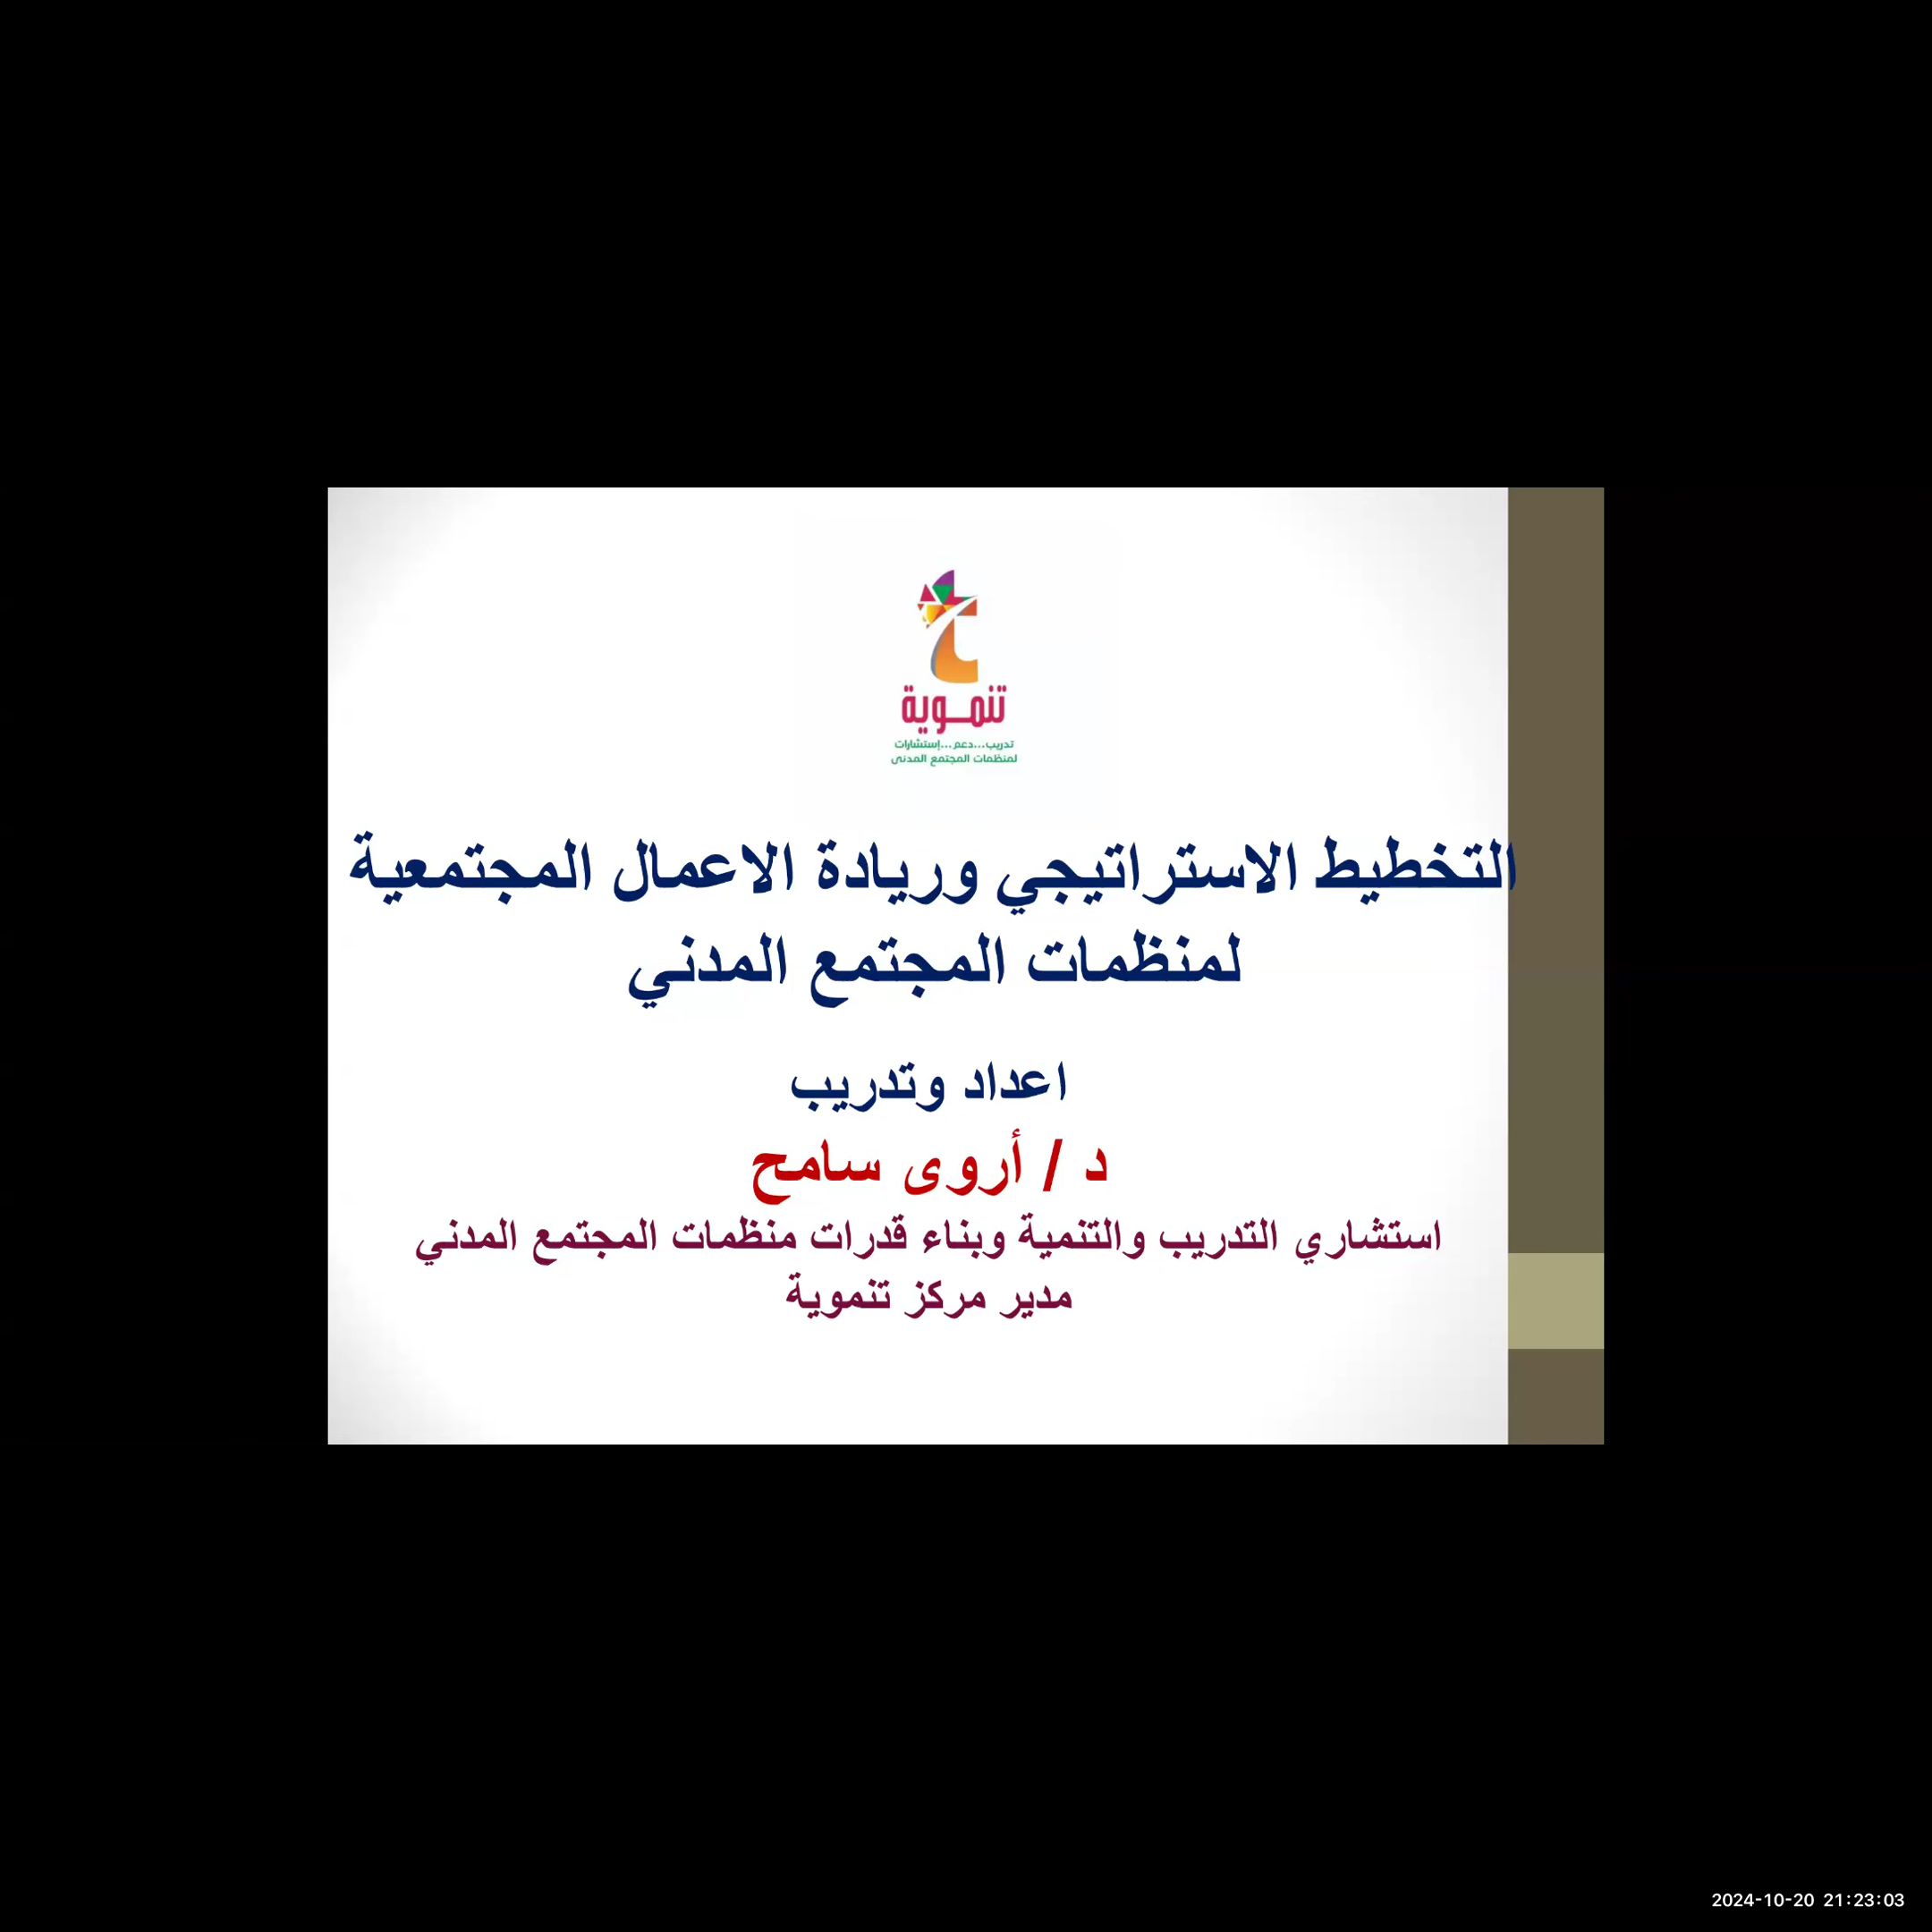 تنموية
تدريب...دعم...إستشارات
لمنظمات المجتمع المدنى
التخطيط الاستراتيجي وريادة الاعمال المجتمعية
لمنظمات المجتمع المدني
اعداد وتدريب
د / أروى سامح
استشاري التدريب والتنمية وبناء قدرات منظمات المجتمع المدني
مدير مركز تنموية
2024-10-20 21:23:03